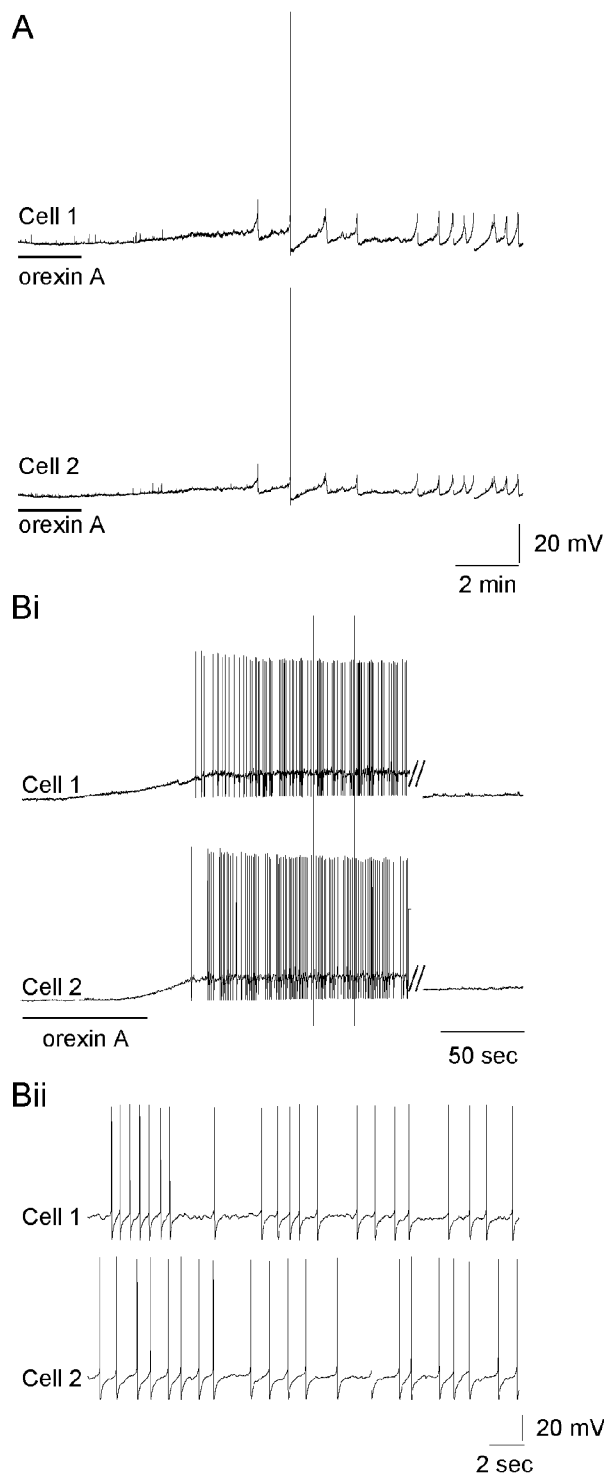 A
Cell 1
orexin A
Cell 2
orexin A
20 mV
2 min
Bi
Cell 1
Cell 2
orexin A
50 sec
Bii
Cell 1
Cell 2
20 mV
2 sec